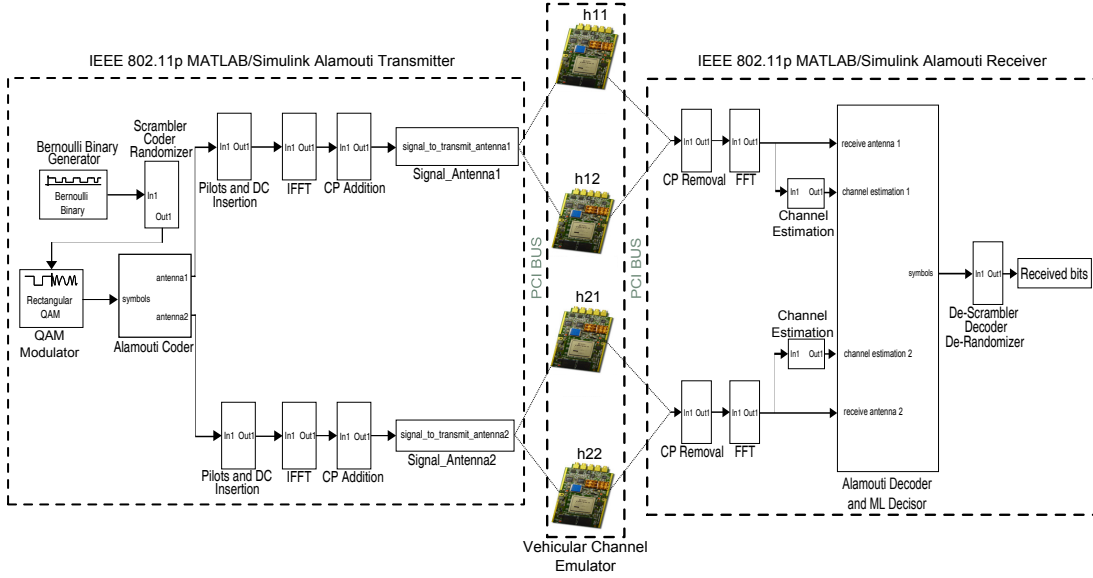 IEEE 802.11p MATLAB/Simulink Alamouti Transmitter
Bernoulli Binary
Generator
Bernoulli
Binary
Scrambler
Coder
Randomizer
In1
Out1
Rectangular
QAM
QAM
Modulator
symbols
antenna1
antenna2
Alamouti Coder
In1 Out1
Pilots and DC
Insertion
In1 Out1
IFFT
In1 Out1
CP Addition
signal_to_transmit_antenna1
Signal_Antenna1
In1 Out1
Pilots and DC
Insertion
In1 Out1
IFFT
In1 Out1
CP Addition
signal_to_transmit_antenna2
Signal_Antenna2
PCI BUS
h11
h12
h21
h22
Vehicular Channel
Emulator
PCI BUS
IEEE 802.11p MATLAB/Simulink Alamouti Receiver
In1 Out1
CP Removal
In1 Out1
FFT
In1 Out1
Channel
Estimation
Channel
Estimation
In1 Out1
In1 Out1
CP Removal
In1 Out1
FFT
receive antenna 1
channel estimation 1
symbols
channel estimation 2
receive antenna 2
Alamouti Decoder
and ML Decisor
In1 Out1
De-Scrambler
Decoder
De-Randomizer
Received bits